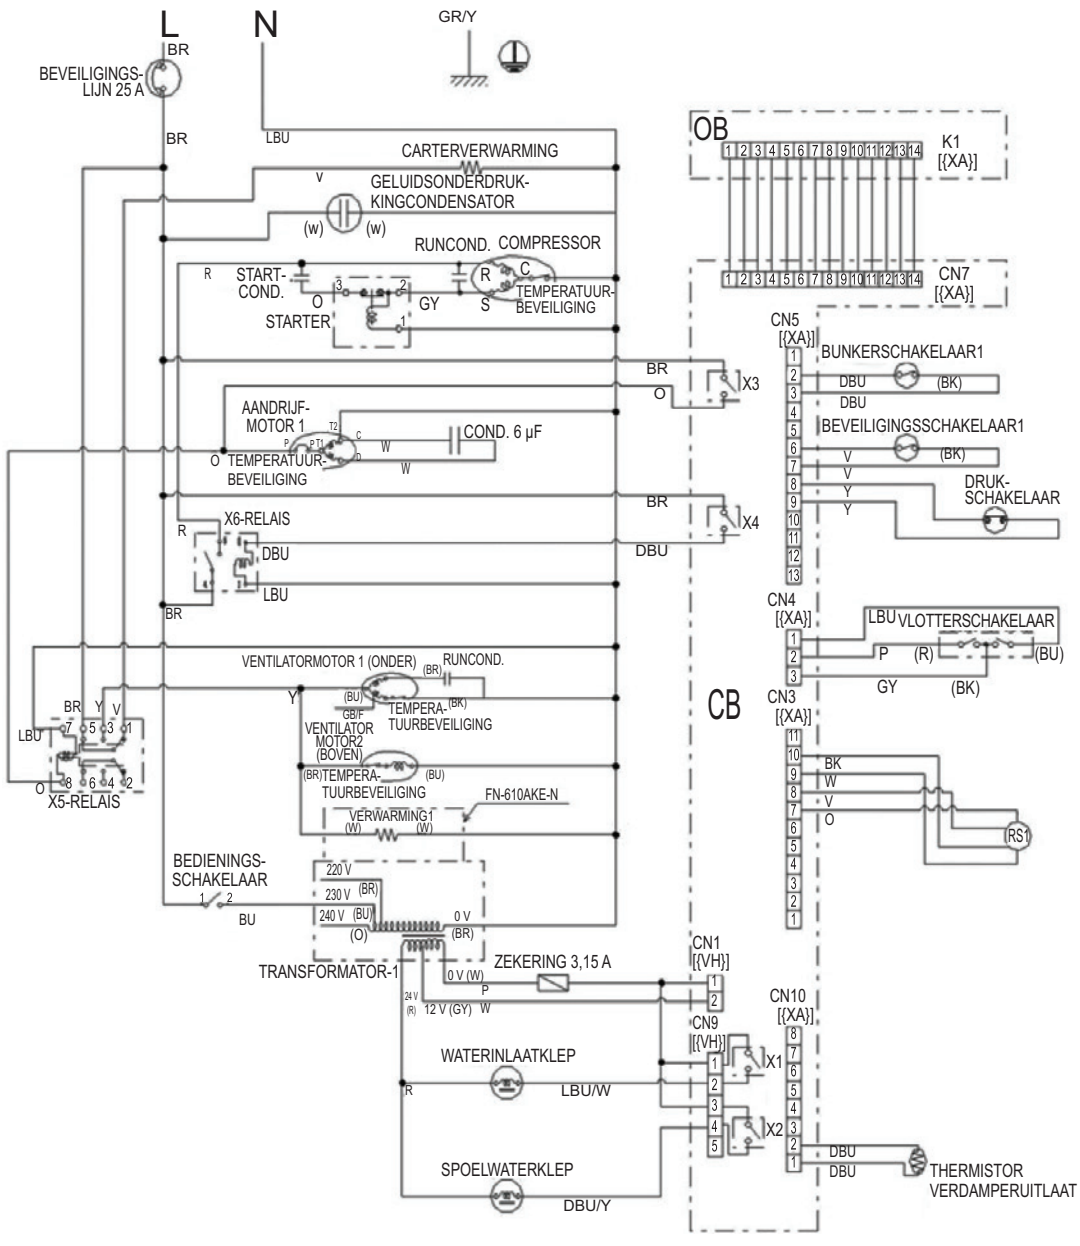 L
N
GR/Y
BR
BEVEILIGINGS-
LIJN 25 A
BR
LBU
OB
K1
[{XA}]
1 2 3 4 5 6 7 8 9 10 11 12 13 14
CARTERVERWARMING
V
GELUIDSONDERDRUK-
KINGCONDENSATOR
(w)
(w)
RUNCOND.
COMPRESSOR
R
START-
COND.
O
3
2
GY
R
C
S
TEMPERATUUR-
BEVEILIGING
STARTER
1
1 2 3 4 5 6 7 8 9 10 11 12 13 14
CN7
[{XA}]
CN5
[{XA}]
1
2
3
4
5
6
7
8
9
10
11
12
13
BUNKERSCHAKELAAR1
DBU
(BK)
DBU
BEVEILIGINGSSCHAKELAAR1
V
(BK)
V
Y
Y
DRUK-
SCHAKELAAR
BR
X3
O
AANDRIJF-
MOTOR 1
T2
P
P
T1
C
D
W
W
COND. 6 µF
O
TEMPERATUUR-
BEVEILIGING
BR
X4
DBU
R
X6-RELAIS
DBU
LBU
BR
CN4
[{XA}]
1
2
3
LBU
VLOTTERSCHAKELAAR
P
(R)
(BU)
GY
(BK)
CB
CN3
[{XA}]
11
10
9
8
7
6
5
4
3
2
1
BK
W
V
O
RS1
VENTILATORMOTOR 1 (ONDER)
RUNCOND.
(BR)
Y
(BU)
(BK)
GB/F
TEMPERA-
TUURBEVEILIGING
VENTILATOR
MOTOR2
(BOVEN)
(BR)
TEMPERA-
TUURBEVEILIGING
(BU)
BR
Y
V
LBU
7 5 3 1
O
8 6 4 2
X5-RELAIS
FN-610AKE-N
VERWARMING1
(W)
(W)
BEDIENINGS-
SCHAKELAAR
1
2
BU
220 V
(BR)
230 V
(BU)
240 V
(O)
0 V
(BR)
TRANSFORMATOR-1
0 V (W)
ZEKERING 3,15 A
P
24 V
(R)
12 V (GY)
W
CN1
[{VH}]
1
2
CN9
[{VH}]
1
2
3
4
5
X1
X2
CN10
[{XA}]
8
7
6
5
4
3
2
1
WATERINLAATKLEP
R
LBU/W
SPOELWATERKLEP
DBU/Y
DBU
DBU
THERMISTOR
VERDAMPERUITLAAT